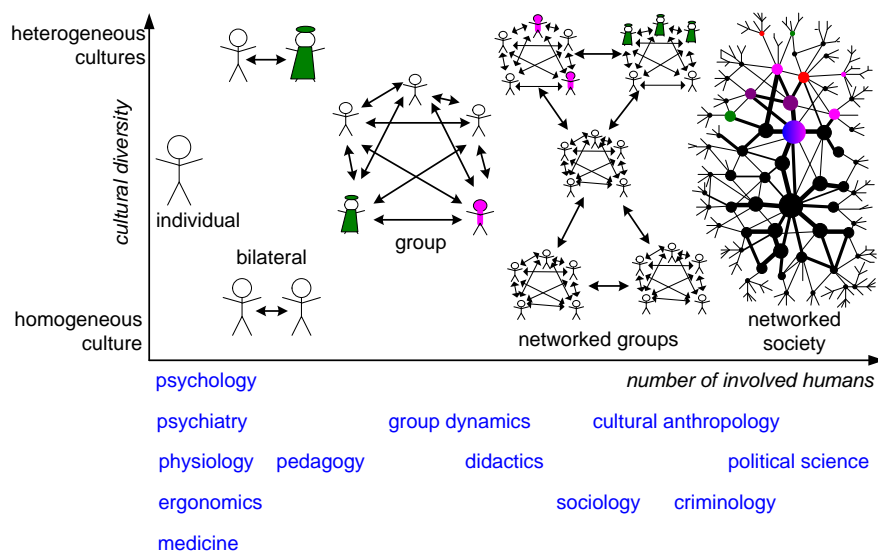 heterogeneous
cultures
cultural diversity
individual
bilateral
group
homogeneous
culture
networked groups
networked
society
number of involved humans
psychology
psychiatry group dynamics cultural anthropology
physiology pedagogy didactics political science
ergonomics sociology criminology
medicine